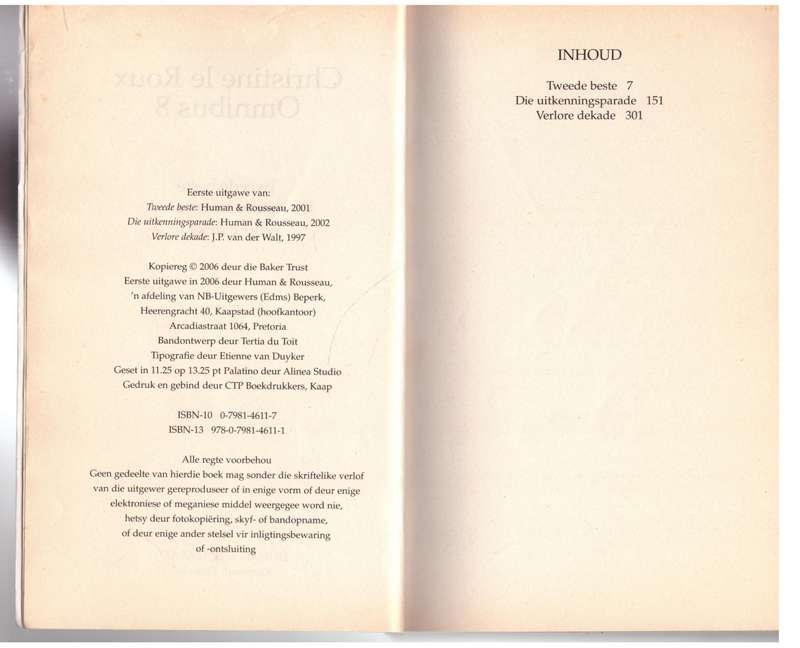 Christine le Roux
Omnibus 8
Eerste uitgawe van:
Tweede beste: Human & Rousseau, 2001
Die uitkenningsparade: Human & Rousseau, 2002
Verlore dekade: J.P. van der Walt, 1997
Kopiereg © 2006 deur die Baker Trust
Eerste uitgawe in 2006 deur Human & Rousseau,
'n afdeling van NB-Uitgewers (Edms) Beperk,
Heerengracht 40, Kaapstad (hoofkantoor)
Arcadiastraat 1064, Pretoria
Bandontwerp deur Tertia du Toit
Tipografie deur Etienne van Duyker
Geset in 11.25 op 13.25 pt Palatino deur Alinea Studio
Gedruk en gebind deur CTP Boekdrukkers, Kaap
ISBN-10 0-7981-4611-7
ISBN-13 978-0-7981-4611-1
Alle regte voorbehou
Geen gedeelte van hierdie boek mag sonder die skriftelike verlof
van die uitgewer gereproduseer of in enige vorm of deur enige
elektroniese of meganiese middel weergegee word nie,
hetsy deur fotokopiëring, skyf- of bandopname,
of deur enige ander stelsel vir inligtingsbewaring
of -ontsluiting
INHOUD
Tweede beste 7
Die uitkenningsparade 151
Verlore dekade 301